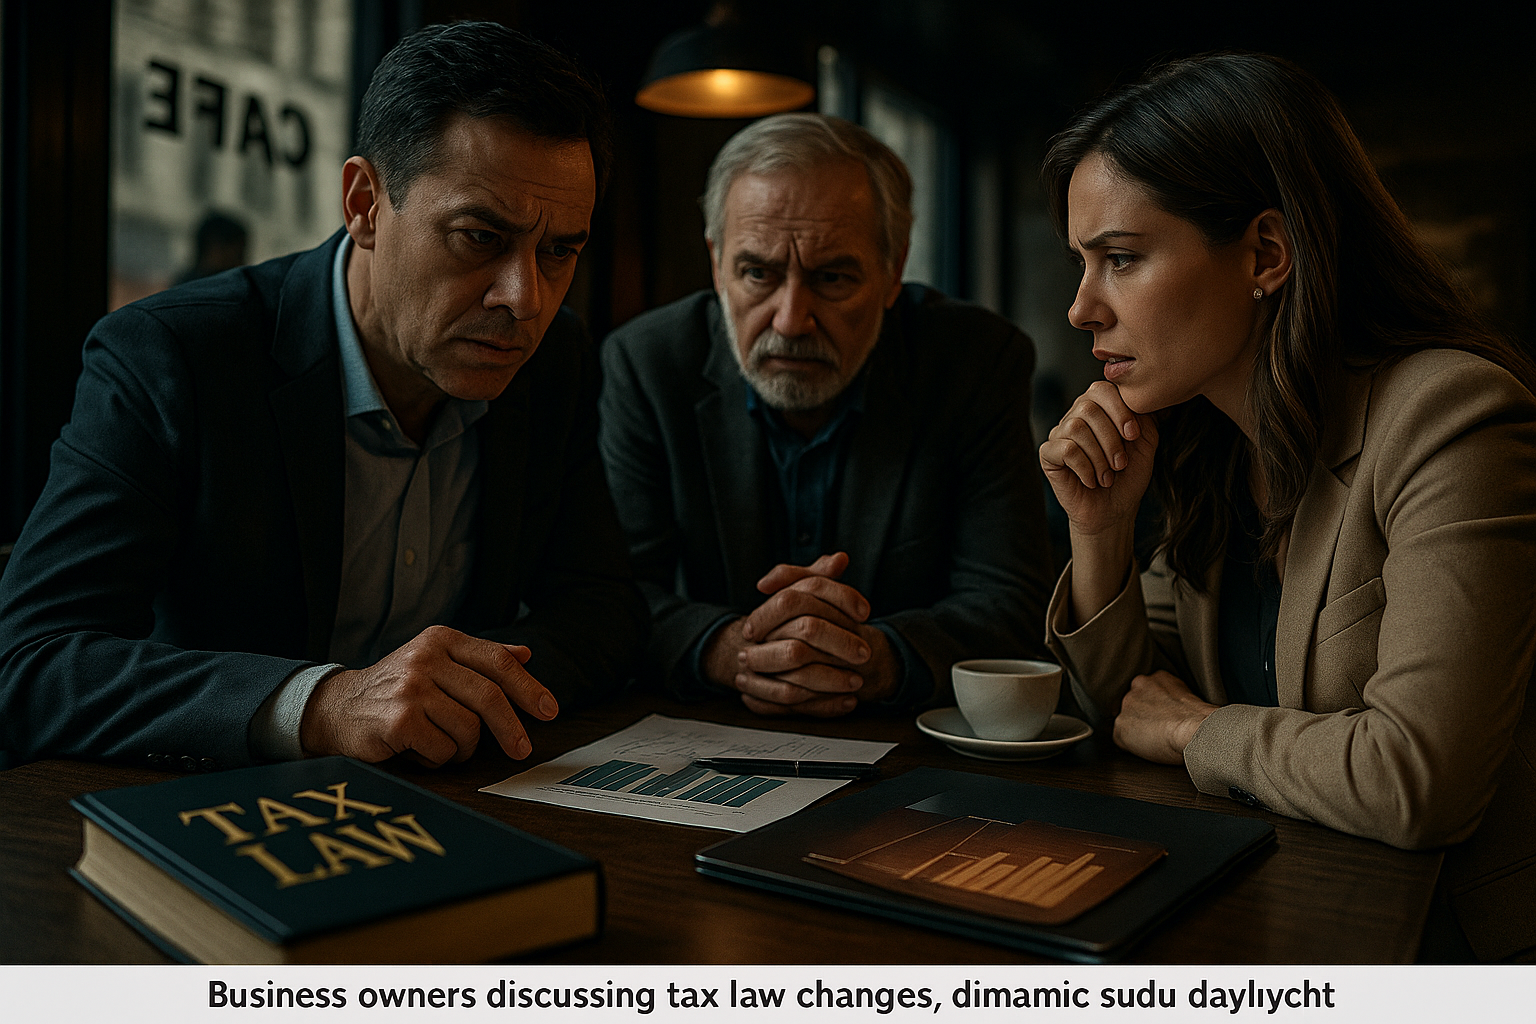 CAFE
TAX
LAW
Business owners discussing tax law changes, dimamic sudu daylıycht